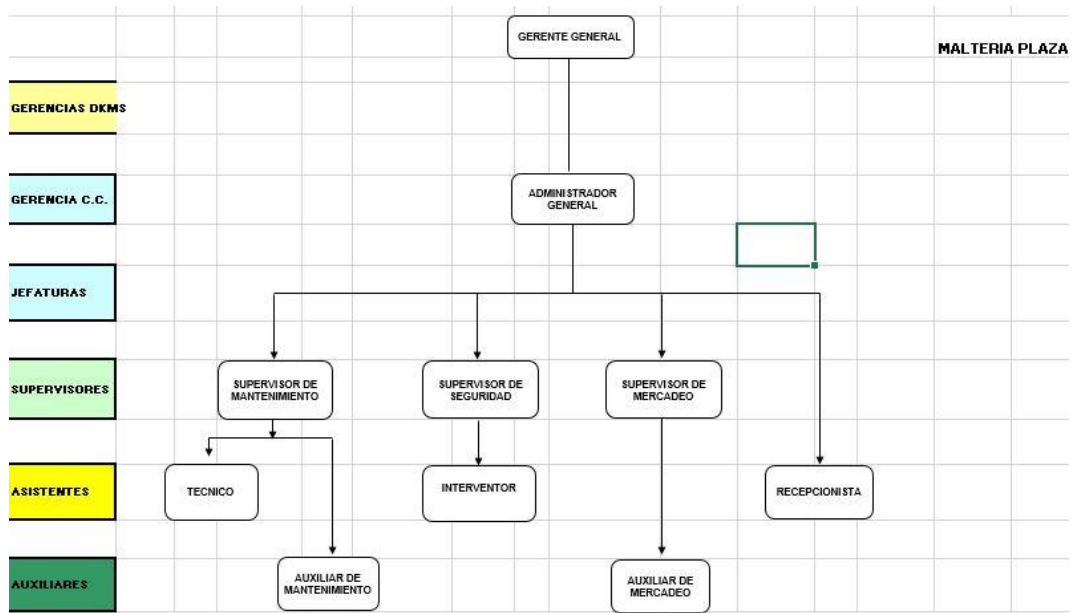 GERENTE GENERAL
MALTERIA PLAZA
GERENCIAS DKMS
GERENCIA C.C.
ADMINISTRADOR
GENERAL
JEFATURAS
SUPERVISORES
SUPERVISOR DE
MANTENIMIENTO
SUPERVISOR DE
SEGURIDAD
SUPERVISOR DE
MERCADEO
ASISTENTES
TECNICO
INTERVENTOR
RECEPCIONISTA
AUXILIARES
AUXILIAR DE
MANTENIMIENTO
AUXILIAR DE
MERCADEO